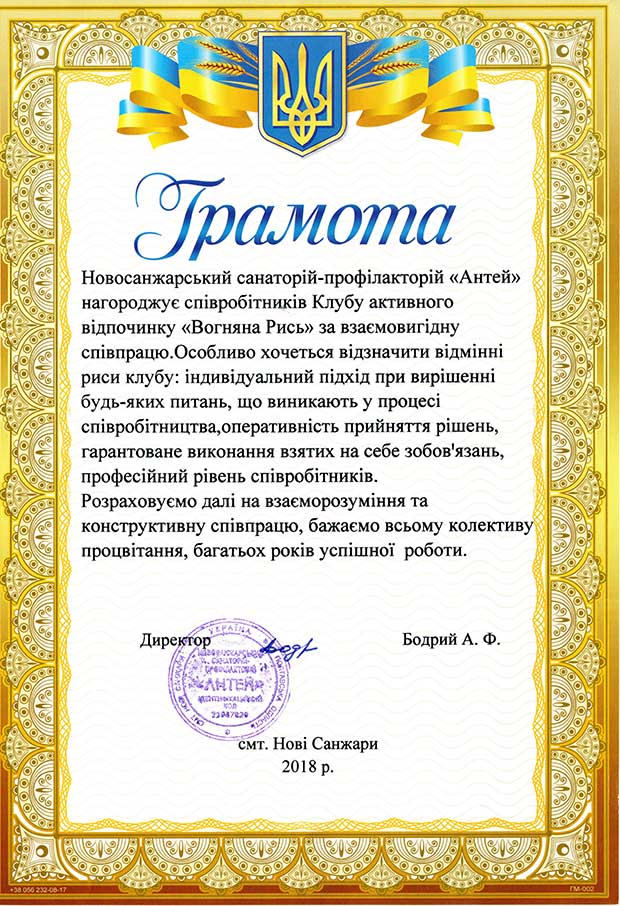 Грамота
Новосанжарський санаторій-профілакторій «Антей»
нагороджує співробітників Клубу активного
відпочинку «Вогняна Рись» за взаємовигідну
співпрацю.Особливо хочеться відзначити відмінні
риси клубу: індивідуальний підхід при вирішенні
будь-яких питань, що виникають у процесі
співробітництва,оперативність прийняття рішень,
гарантоване виконання взятих на себе зобов'язань,
професійний рівень співробітників.
Розраховуємо далі на взаєморозуміння та
конструктивну співпрацю, бажаємо всьому колективу
процвітання, багатьох років успішної роботи.
Директор
Бодрий А. Ф.
УКРАЇНА
САНАТОРІЙ-
«АНТЕЙ»
КОД
смт. Нові Санжари
2018 р.
+38 056 232-08-17
ГМ-002